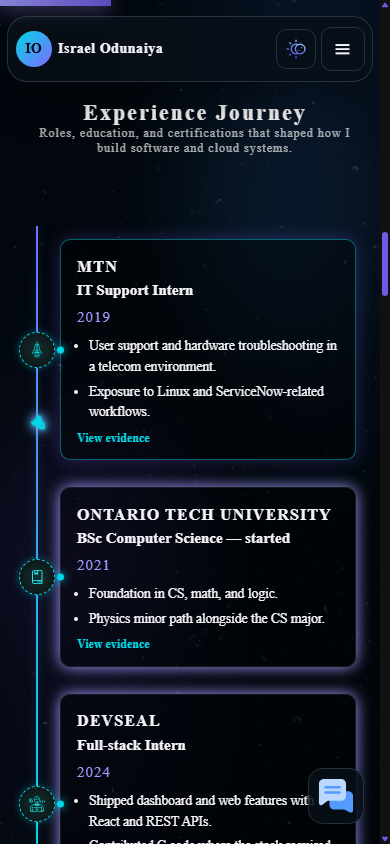 IO Israel Odunaiya
Experience Journey
Roles, education, and certifications that shaped how I
build software and cloud systems.
MTN
IT Support Intern
2019
User support and hardware troubleshooting in
a telecom environment.
Exposure to Linux and ServiceNow-related
workflows.
View evidence
ONTARIO TECH UNIVERSITY
BSc Computer Science — started
2021
Foundation in CS, math, and logic.
Physics minor path alongside the CS major.
View evidence
DEVSEAL
Full-stack Intern
2024
Shipped dashboard and web features with
React and REST APIs.